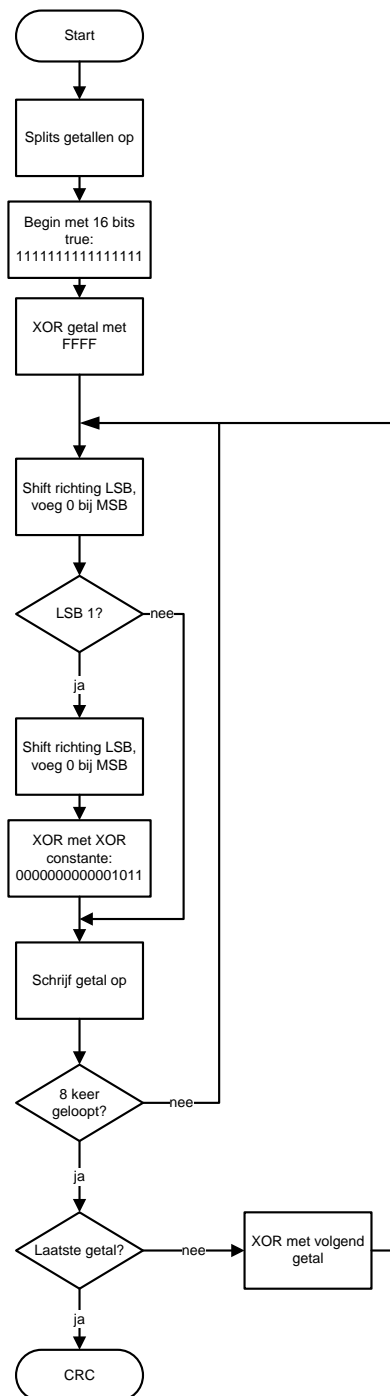 Start
Splits getallen op
Begin met 16 bits
true:
1111111111111111
XOR getal met
FFFF
Shift richting LSB,
voeg 0 bij MSB
LSB 1?
nee
ja
Shift richting LSB,
voeg 0 bij MSB
XOR met XOR
constante:
0000000000001011
Schrijf getal op
8 keer
geloopt?
nee
ja
Laatste getal?
nee
XOR met volgend
getal
ja
CRC